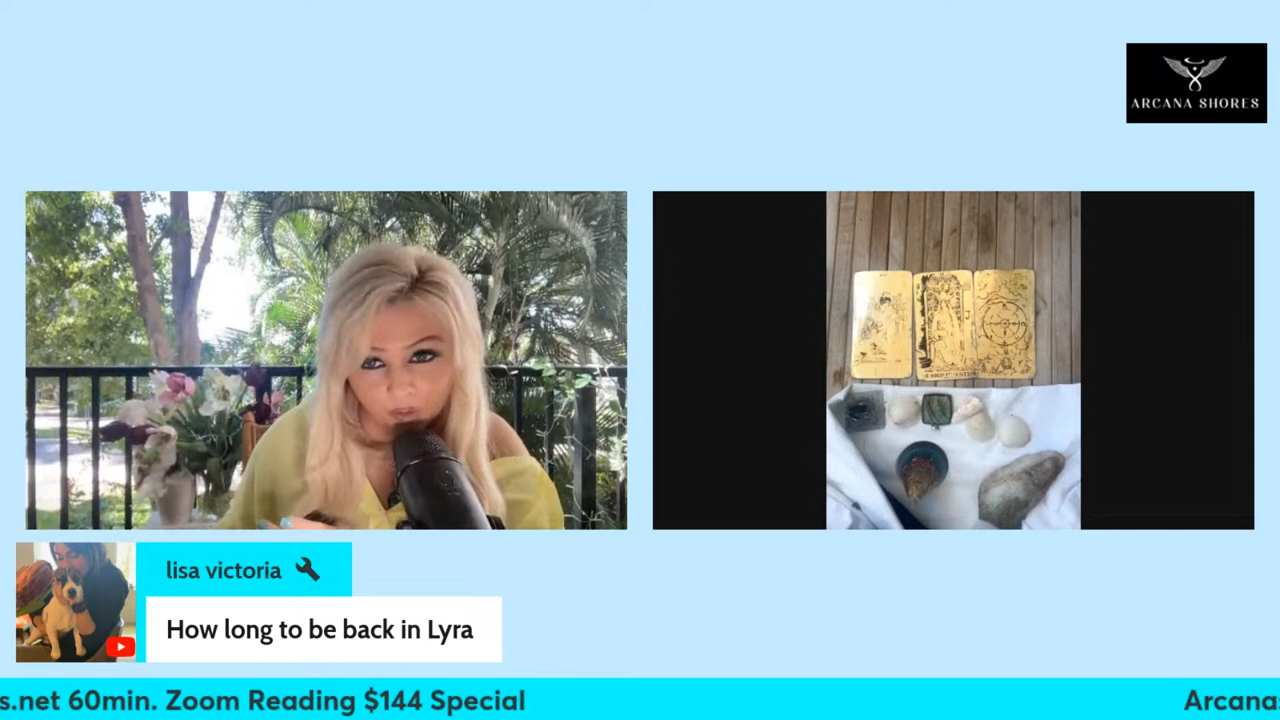 ARCANA SHORES
lisa victoria
How long to be back in Lyra
s.net 60min. Zoom Reading $144 Special
Arcana